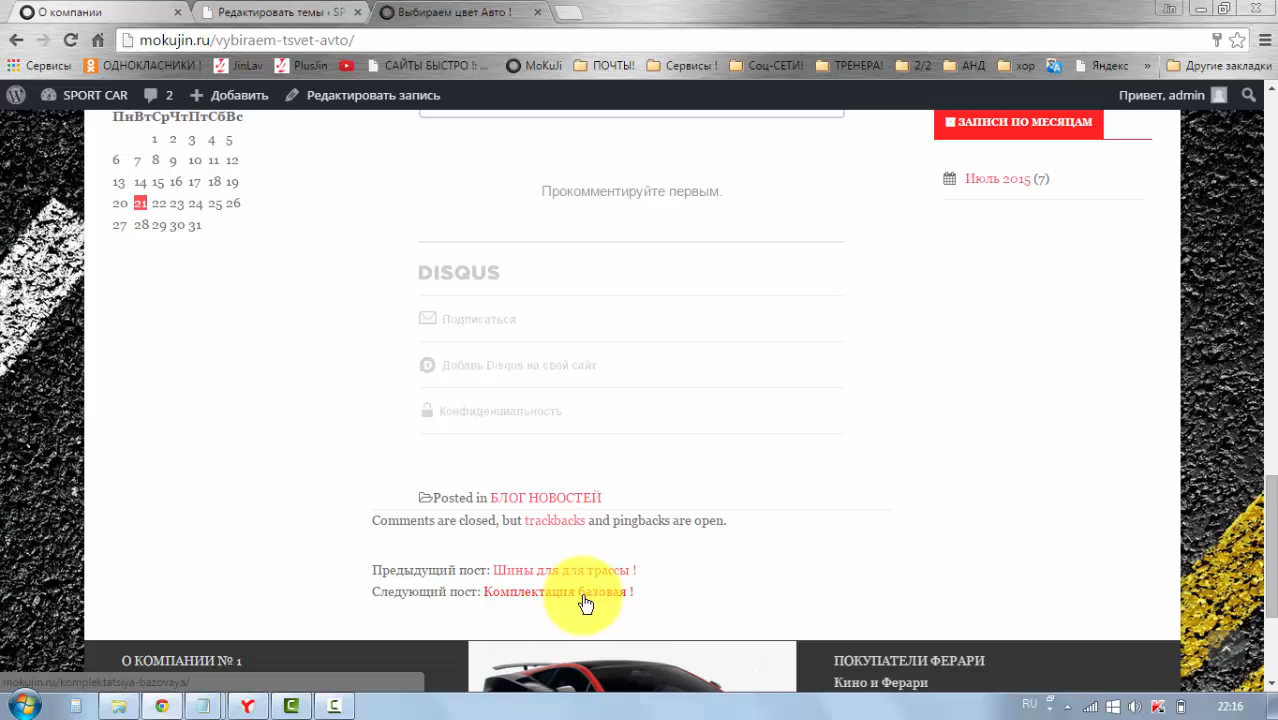 О компании
Редактировать темы ‹ SP
Выбираем цвет Авто !
mokujin.ru/vybiraem-tsvet-avto/
Сервисы
ОДНОКЛАСНИКИ
JinLav
PlusJin
САЙТЫ БЫСТРО !: ...
MoKuJi
ПОЧТЫ!
Сервисы !
Соц-СЕТИ!
ТРЕНЕРА!
2/2
АНД
хор
Яндекс
»
Другие закладки
SPORT CAR
2
Добавить
Редактировать запись
Привет, admin
ПнВтСрЧтПтСбВс
1 2 3 4 5
6 7 8 9 10 11 12
13 14 15 16 17 18 19
20 21 22 23 24 25 26
27 28 29 30 31
ЗАПИСИ ПО МЕСЯЦАМ
Июль 2015 (7)
Прокомментируйте первым.
DISQUS
Подписаться
Добавь Disqus на свой сайт
Конфиденциальность
Posted in БЛОГ НОВОСТЕЙ
Comments are closed, but trackbacks and pingbacks are open.
Предыдущий пост: Шины для для трассы !
Следующий пост: Комплектация базовая !
О КОМПАНИИ № 1
ПОКУПАТЕЛИ ФЕРАРИ
Кино и Ферари
mokujin.ru/komplektatsiya-bazovaya/
RU
22:16